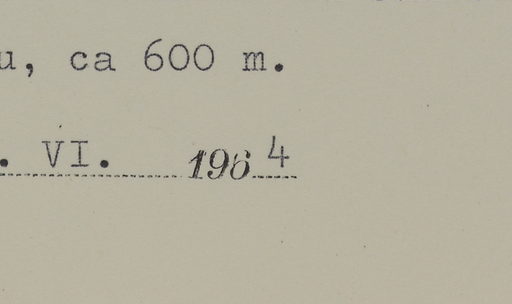 u, ca 600 m.
. VI. 1964